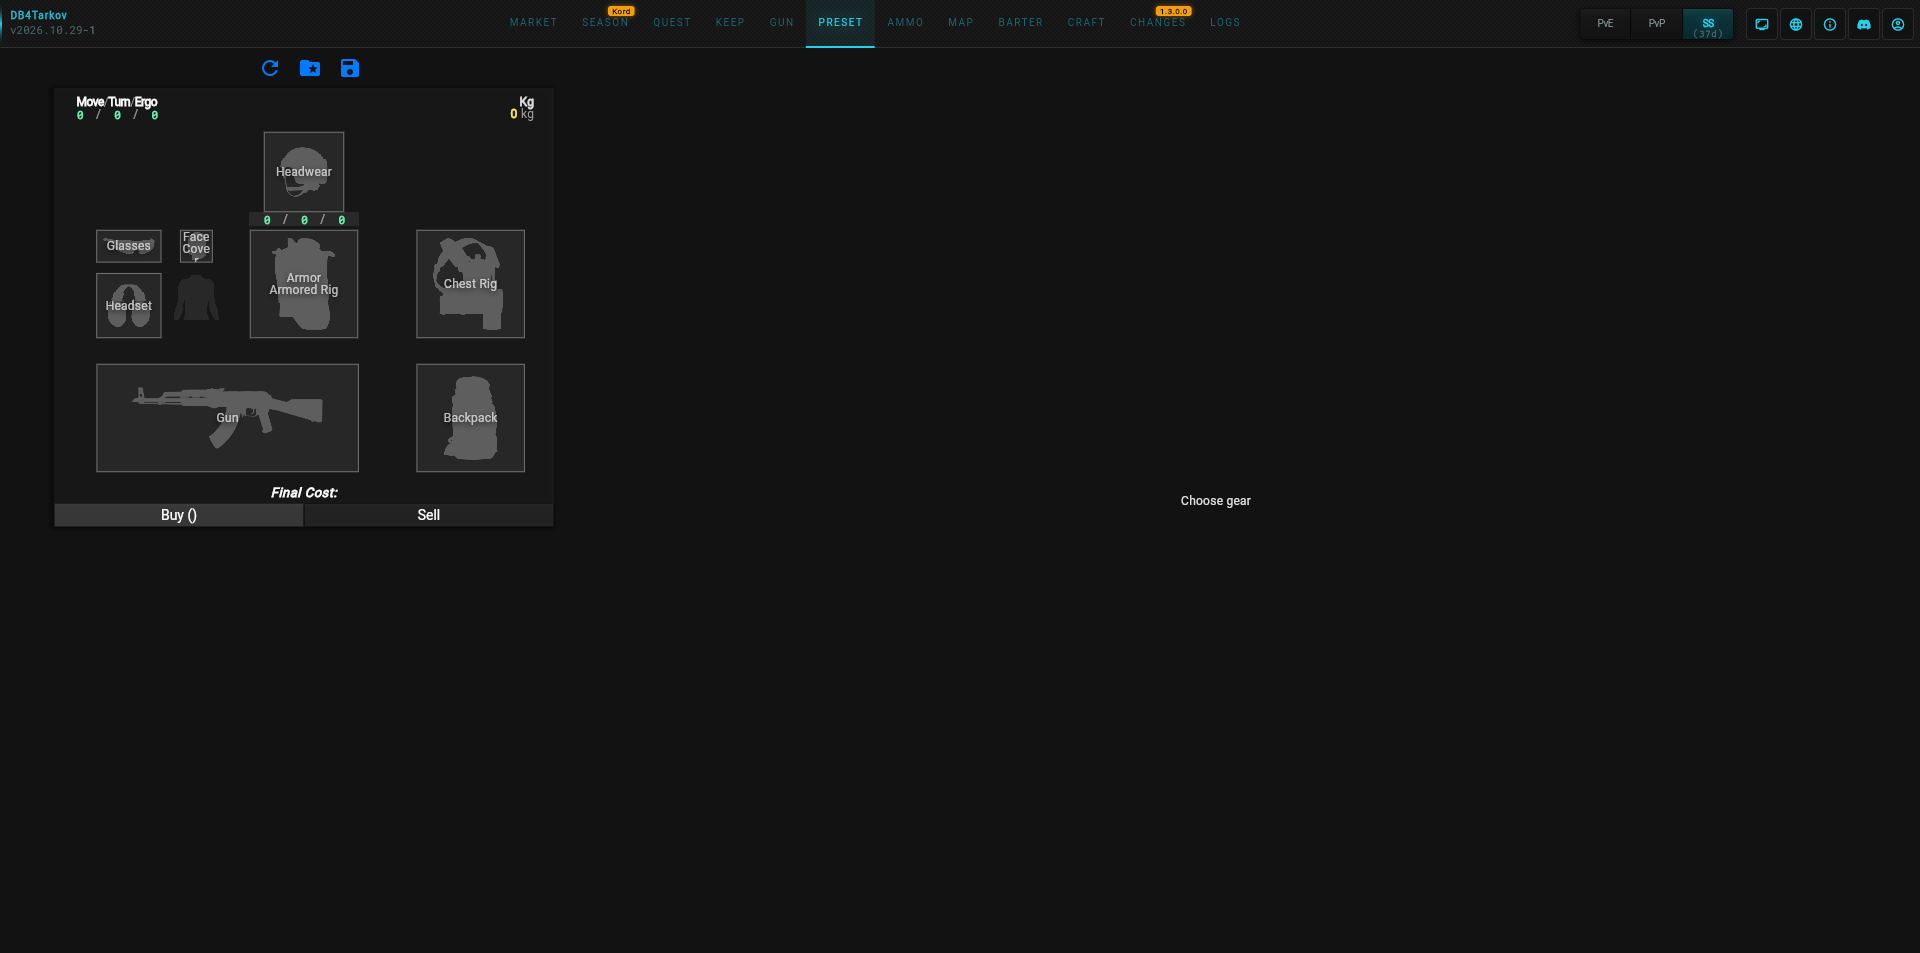 DB4Tarkov
v2026.10.29-1
MARKET
SEASON
Kord
QUEST
KEEP
GUN
PRESET
AMMO
MAP
BARTER
CRAFT
CHANGES
1.3.0.0
LOGS
PvE
PvP
SS
(37d)
Move/Turn/Ergo
0 / 0 / 0
Kg
0 kg
Headwear
0 / 0 / 0
Glasses
Face
Cove
r
Headset
Armor
Armored Rig
Chest Rig
Gun
Backpack
Final Cost:
Buy ()
Sell
Choose gear